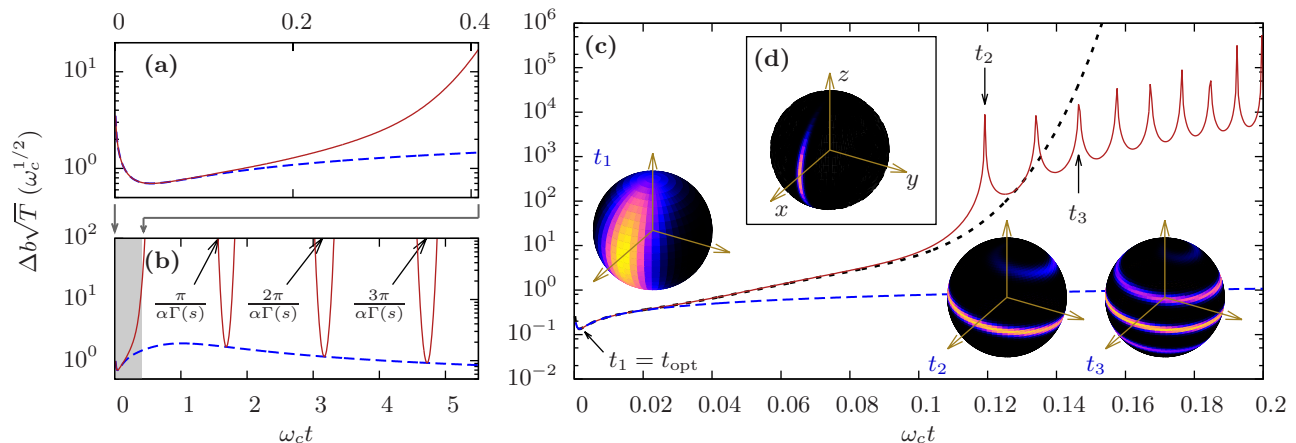 0 0.2 0.4
(a)
10^1
10^0
Δb√T (ω_c^{1/2})
10^2
10^1
10^0
(b)
π/αΓ(s) 2π/αΓ(s) 3π/αΓ(s)
0 1 2 3 4 5
ω_c t
10^6
10^5
10^4
10^3
10^2
10^1
10^0
10^{-1}
10^{-2}
(c)
(d)
z
y
x
t_1
t_2
t_3
t_1 = t_opt
t_2
t_3
0 0.02 0.04 0.06 0.08 0.1 0.12 0.14 0.16 0.18 0.2
ω_c t